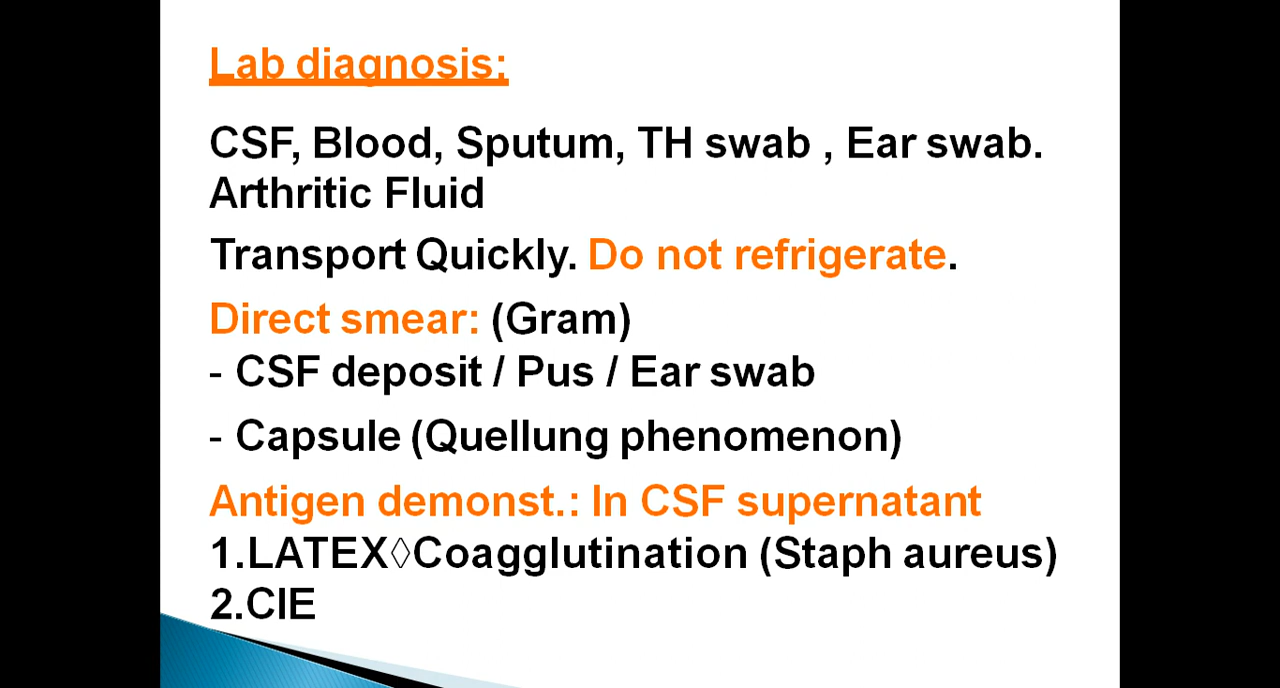 Lab diagnosis:
CSF, Blood, Sputum, TH swab , Ear swab.
Arthritic Fluid
Transport Quickly. Do not refrigerate.
Direct smear: (Gram)
- CSF deposit / Pus / Ear swab
- Capsule (Quellung phenomenon)
Antigen demonst.: In CSF supernatant
1.LATEX◊Coagglutination (Staph aureus)
2.CIE